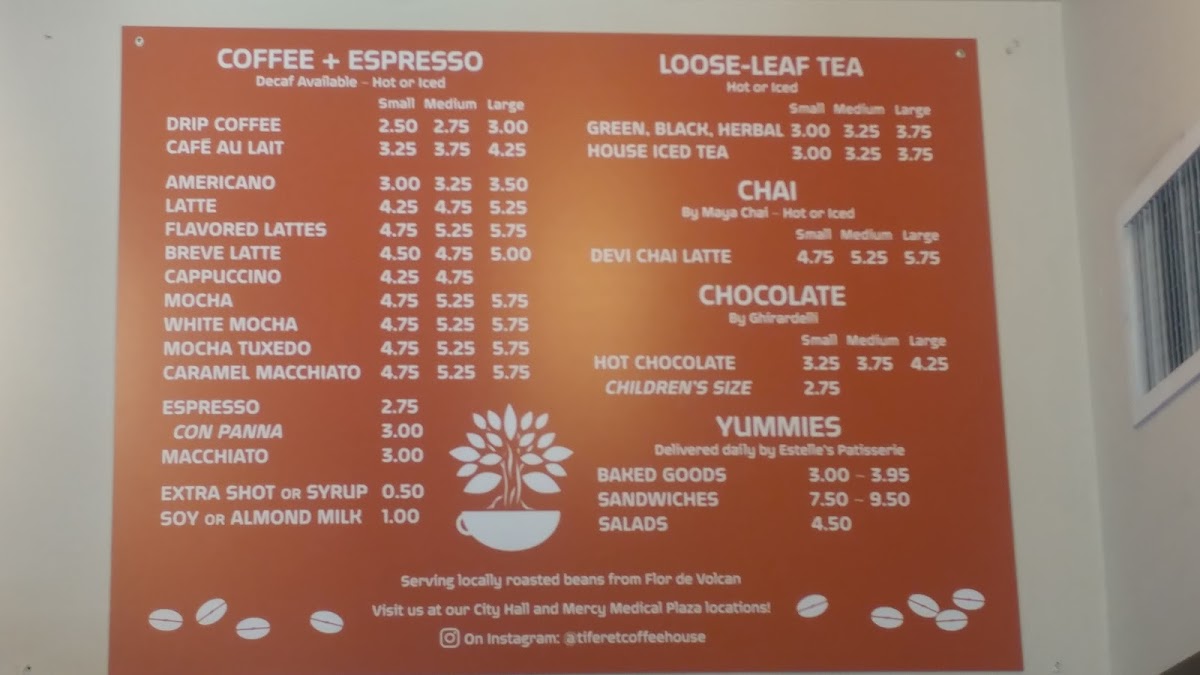 COFFEE + ESPRESSO
Decaf Available - Hot or Iced
Small Medium Large
DRIP COFFEE 2.50 2.75 3.00
CAFÉ AU LAIT 3.25 3.75 4.25
AMERICANO 3.00 3.25 3.50
LATTE 4.25 4.75 5.25
FLAVORED LATTES 4.75 5.25 5.75
BREVE LATTE 4.50 4.75 5.00
CAPPUCCINO 4.25 4.75
MOCHA 4.75 5.25 5.75
WHITE MOCHA 4.75 5.25 5.75
MOCHA TUXEDO 4.75 5.25 5.75
CARAMEL MACCHIATO 4.75 5.25 5.75
ESPRESSO 2.75
CON PANNA 3.00
MACCHIATO 3.00
EXTRA SHOT OR SYRUP 0.50
SOY OR ALMOND MILK 1.00
LOOSE-LEAF TEA
Hot or Iced
Small Medium Large
GREEN, BLACK, HERBAL 3.00 3.25 3.75
HOUSE ICED TEA 3.00 3.25 3.75
CHAI
By Maya Chai - Hot or Iced
Small Medium Large
DEVI CHAI LATTE 4.75 5.25 5.75
CHOCOLATE
By Ghirardelli
Small Medium Large
HOT CHOCOLATE 3.25 3.75 4.25
CHILDREN'S SIZE 2.75
YUMMIES
Delivered daily by Estelle's Patisserie
BAKED GOODS 3.00 ~ 3.95
SANDWICHES 7.50 ~ 9.50
SALADS 4.50
Serving locally roasted beans from Flor de Volcan
Visit us at our City Hall and Mercy Medical Plaza locations!
On Instagram: @tiferetcoffeehouse